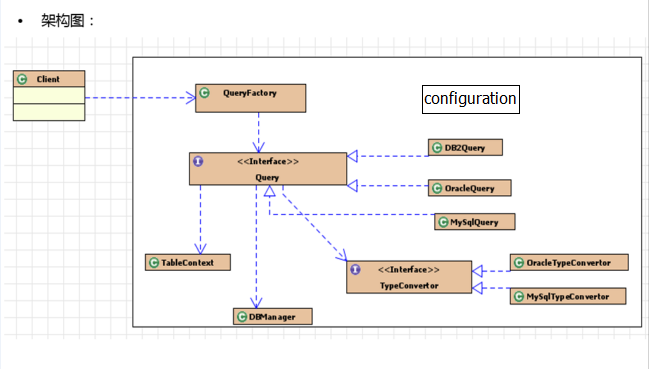 • 架构图：
C Client
C QueryFactory
configuration
I <<Interface>>
Query
C DB2Query
C OracleQuery
C MySqlQuery
C TableContext
I <<Interface>>
TypeConvertor
C OracleTypeConvertor
C MySqlTypeConvertor
C DBManager